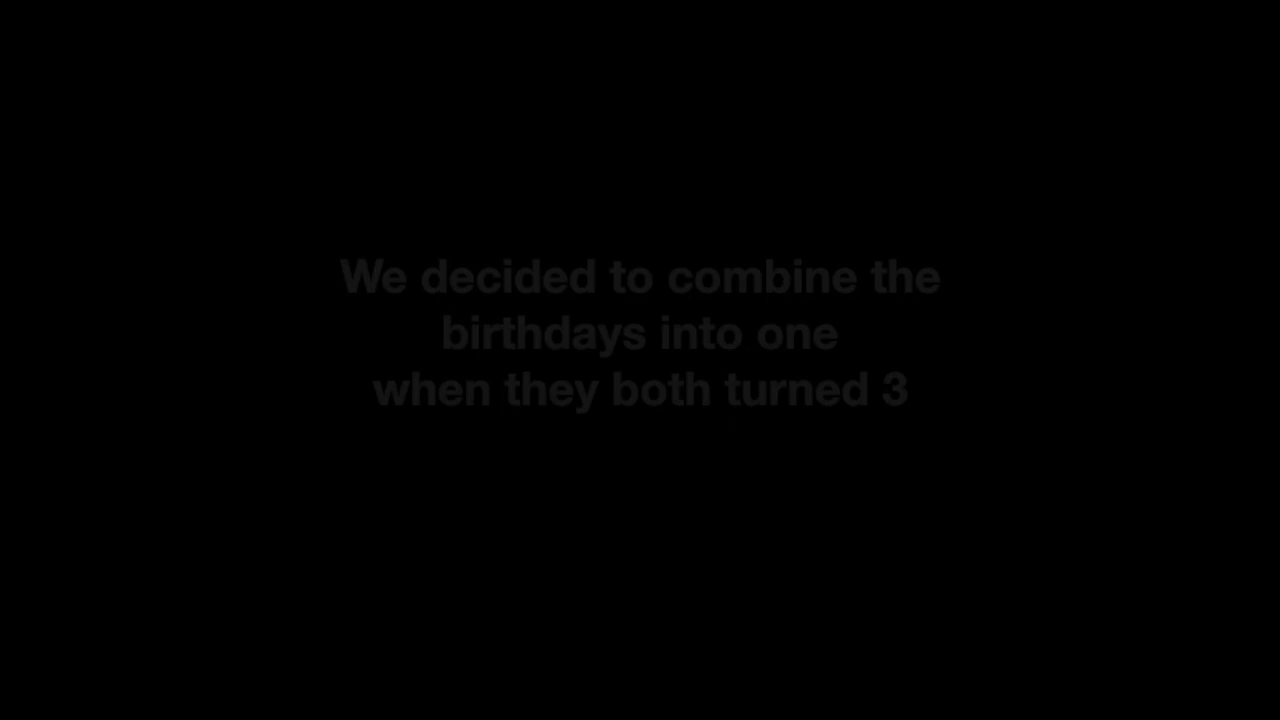 We decided to combine the
birthdays into one
when they both turned 3